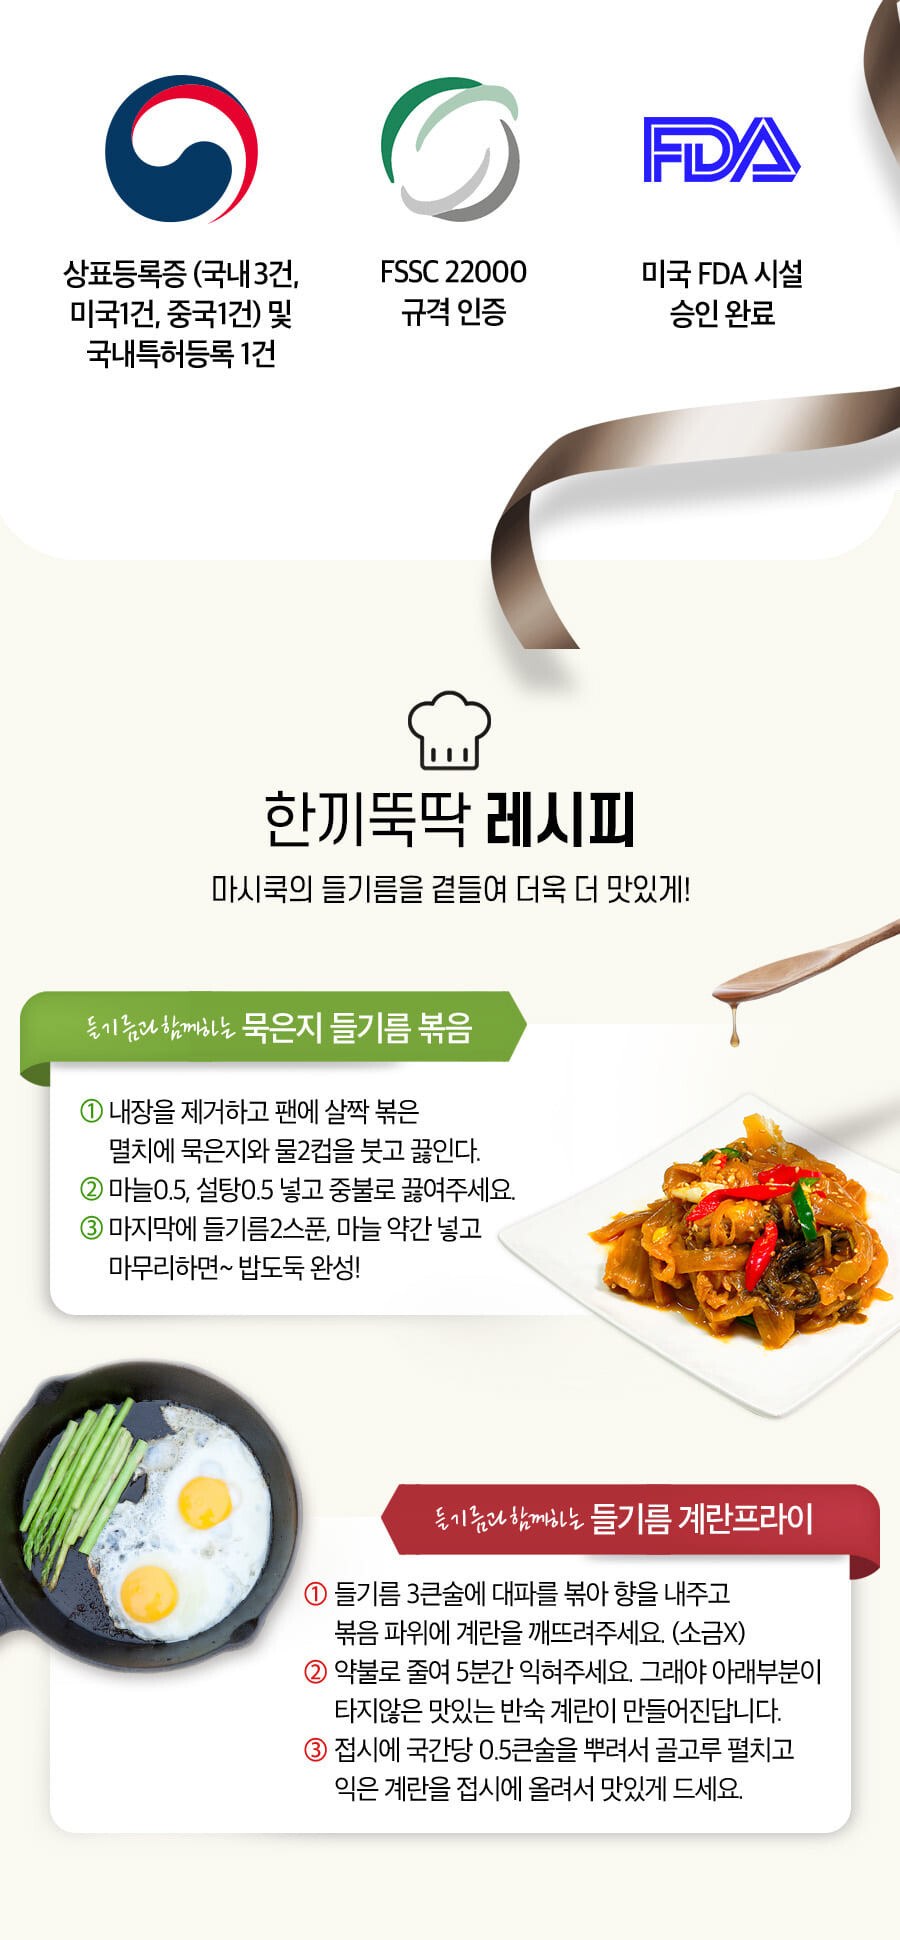 FDA
상표등록증 (국내3건,
미국1건, 중국1건) 및
국내특허등록 1건
FSSC 22000
규격 인증
미국 FDA 시설
승인 완료
한끼뚝딱 레시피
마시쿡의 들기름을 곁들여 더욱 더 맛있게!
들기름과 함께하는 묵은지 들기름 볶음
① 내장을 제거하고 팬에 살짝 볶은
멸치에 묵은지와 물2컵을 붓고 끓인다.
② 마늘0.5, 설탕0.5 넣고 중불로 끓여주세요.
③ 마지막에 들기름2스푼, 마늘 약간 넣고
마무리하면~ 밥도둑 완성!
들기름과 함께하는 들기름 계란프라이
① 들기름 3큰술에 대파를 볶아 향을 내주고
볶음 파위에 계란을 깨뜨려주세요. (소금X)
② 약불로 줄여 5분간 익혀주세요. 그래야 아래부분이
타지않은 맛있는 반숙 계란이 만들어진답니다.
③ 접시에 국간당 0.5큰술을 뿌려서 골고루 펼치고
익은 계란을 접시에 올려서 맛있게 드세요.